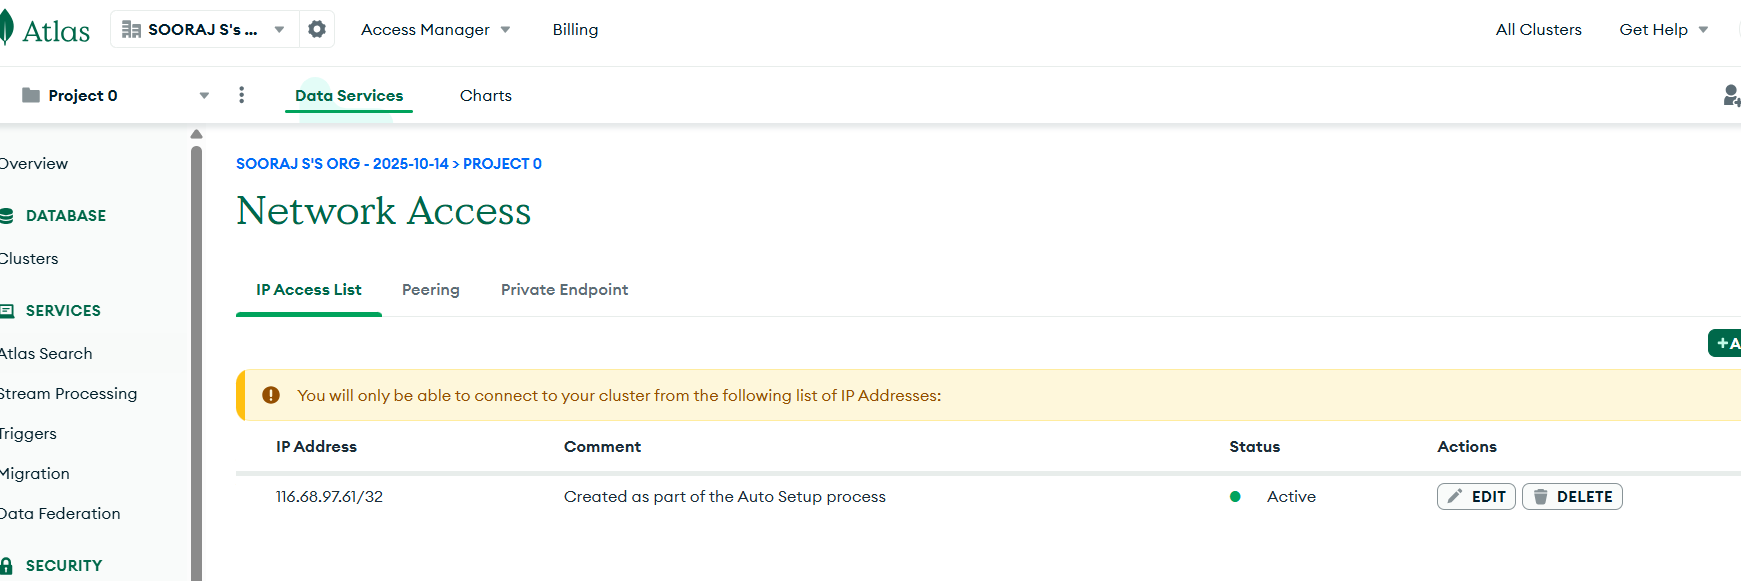 Atlas
SOORAJ S's ...
Access Manager
Billing
All Clusters
Get Help
Project 0
Data Services
Charts
Overview
DATABASE
Clusters
SERVICES
Atlas Search
Stream Processing
Triggers
Migration
Data Federation
SECURITY
SOORAJ S'S ORG - 2025-10-14 > PROJECT 0
Network Access
IP Access List
Peering
Private Endpoint
+A
You will only be able to connect to your cluster from the following list of IP Addresses:
IP Address Comment Status Actions
116.68.97.61/32 Created as part of the Auto Setup process Active EDIT DELETE